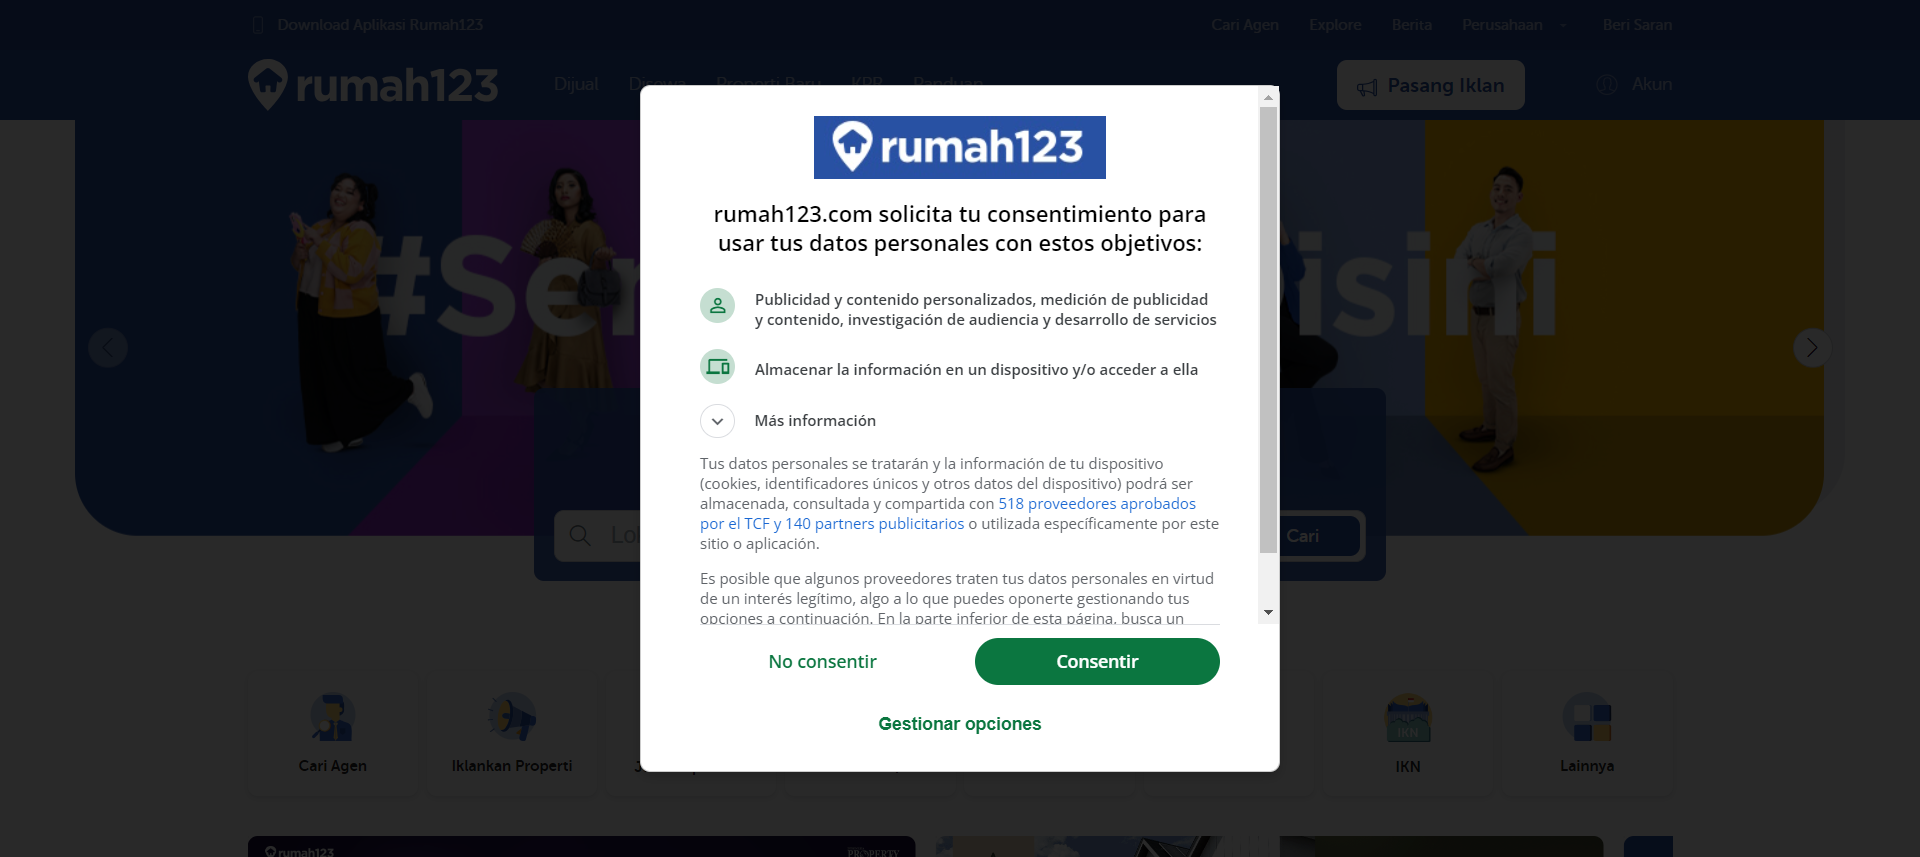 Download Aplikasi Rumah123
Cari Agen Explore Berita Perusahaan Beri Saran
rumah123 Dijual Disewa Properti Baru KPR Panduan Pasang Iklan Akun
rumah123
rumah123.com solicita tu consentimiento para
usar tus datos personales con estos objetivos:
Publicidad y contenido personalizados, medición de publicidad
y contenido, investigación de audiencia y desarrollo de servicios
Almacenar la información en un dispositivo y/o acceder a ella
Más información
Tus datos personales se tratarán y la información de tu dispositivo
(cookies, identificadores únicos y otros datos del dispositivo) podrá ser
almacenada, consultada y compartida con 518 proveedores aprobados
por el TCF y 140 partners publicitarios o utilizada específicamente por este
sitio o aplicación.
Es posible que algunos proveedores traten tus datos personales en virtud
de un interés legítimo, algo a lo que puedes oponerte gestionando tus
opciones a continuación. En la parte inferior de esta página, busca un
No consentir Consentir
Gestionar opciones
Cari
Cari Agen
Iklankan Properti
IKN
IKN
Lainnya
rumah123
PROPERTY